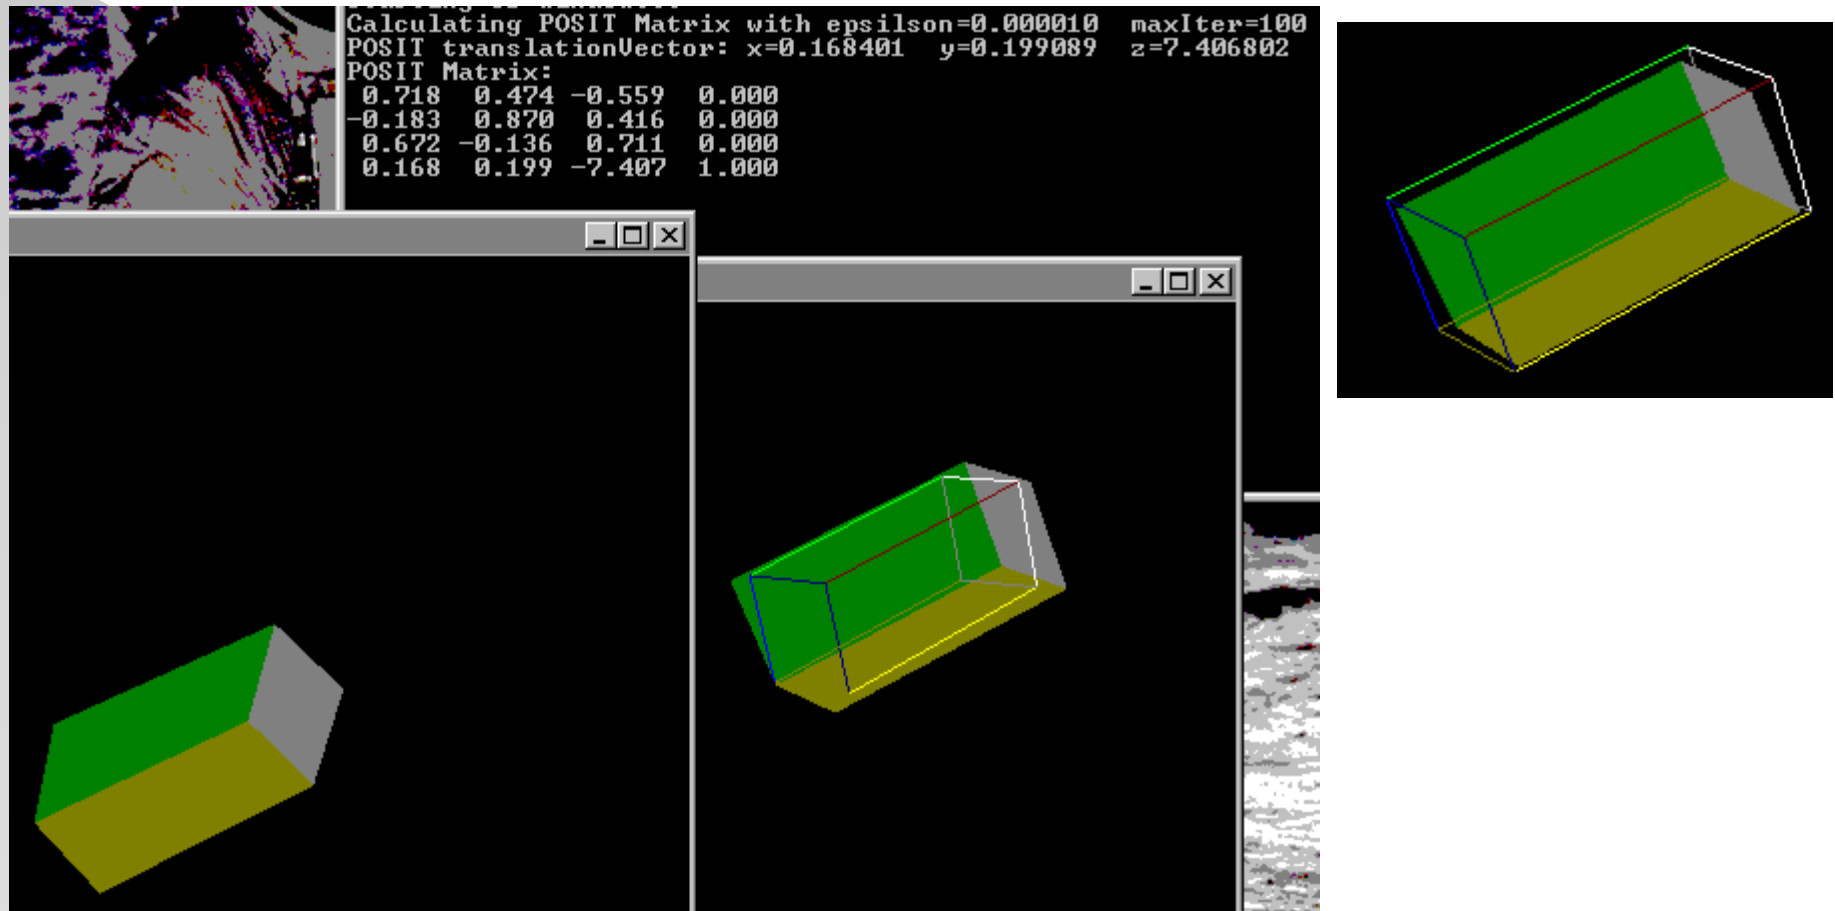 Calculating POSIT Matrix with epsilson=0.000010 maxIter=100
POSIT translationVector: x=0.168401 y=0.199089 z=7.406802
POSIT Matrix:
0.718 0.474 -0.559 0.000
-0.183 0.870 0.416 0.000
0.672 -0.136 0.711 0.000
0.168 0.199 -7.407 1.000